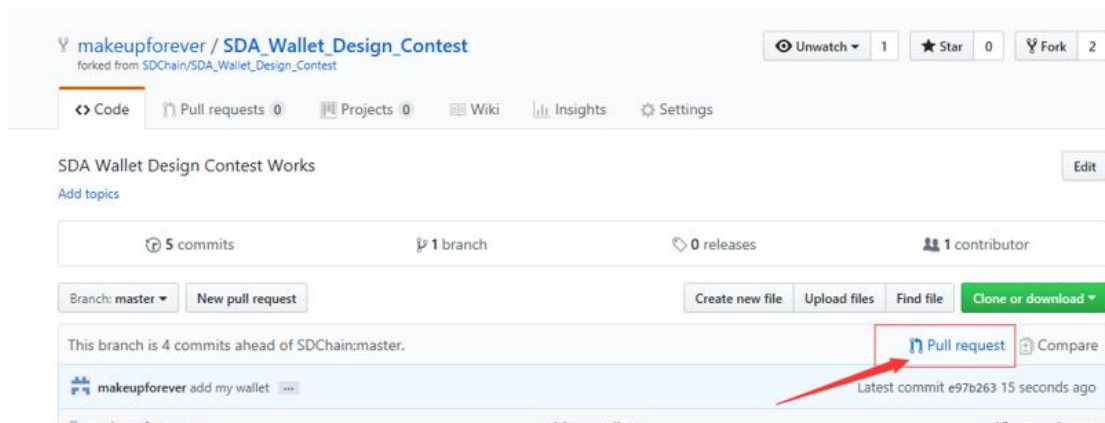 makeupforever / SDA_Wallet_Design_Contest
forked from SDChain/SDA_Wallet_Design_Contest
Unwatch 1 Star 0 Fork 2
Code Pull requests 0 Projects 0 Wiki Insights Settings
SDA Wallet Design Contest Works
Edit
Add topics
5 commits 1 branch 0 releases 1 contributor
Branch: master New pull request Create new file Upload files Find file Clone or download
This branch is 4 commits ahead of SDChain:master. Pull request Compare
makeupforever add my wallet ... Latest commit e97b263 15 seconds ago